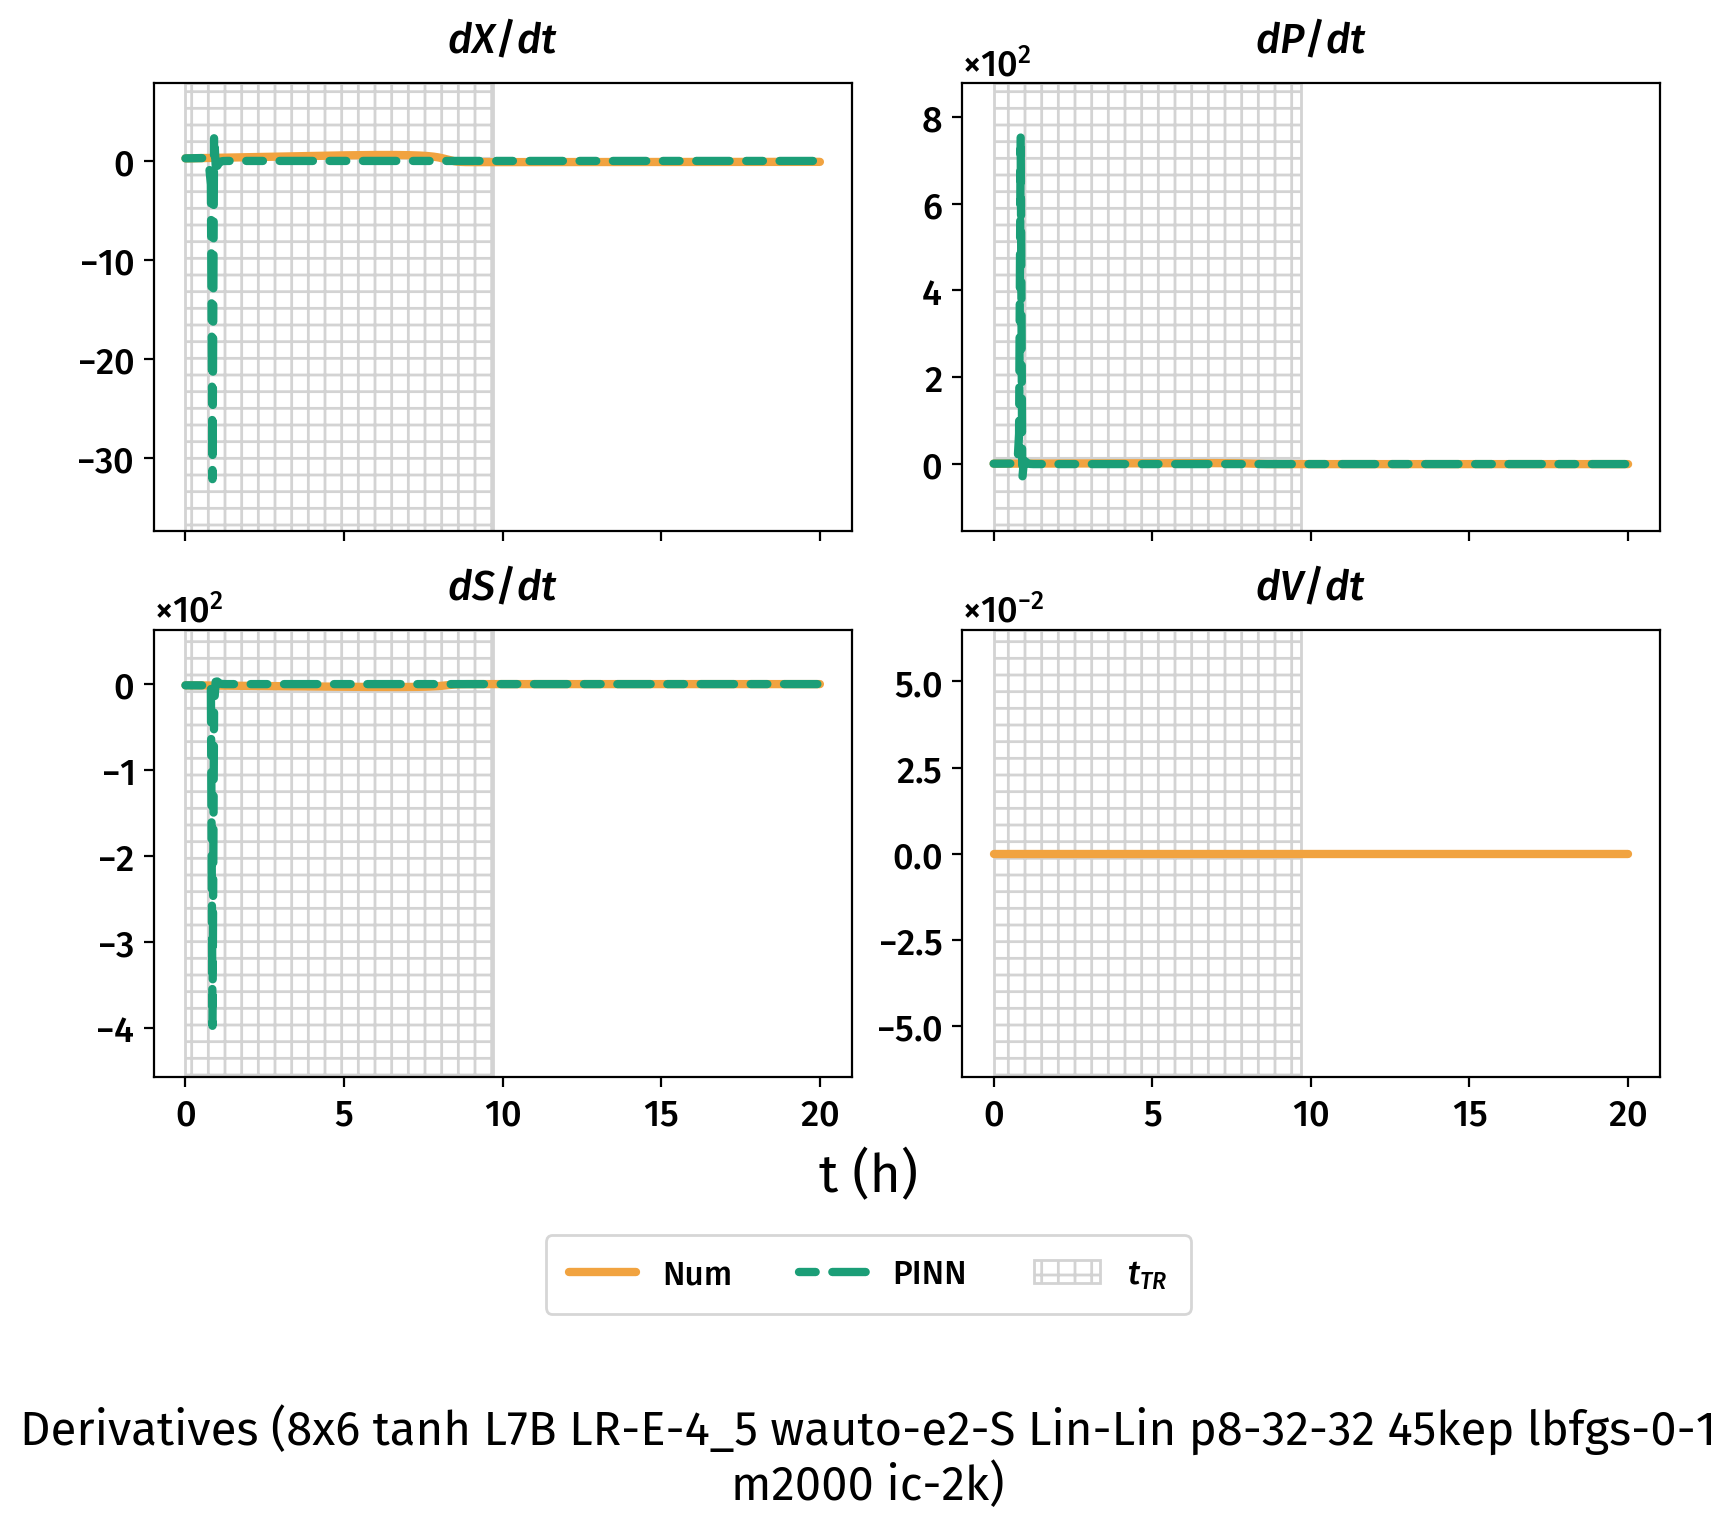 dX/dt
dP/dt
×10²
0
−10
−20
−30
8
6
4
2
0
dS/dt
dV/dt
×10²
×10⁻²
0
−1
−2
−3
−4
5.0
2.5
0.0
−2.5
−5.0
0 5 10 15 20
0 5 10 15 20
t (h)
Num PINN t_TR
Derivatives (8x6 tanh L7B LR-E-4_5 wauto-e2-S Lin-Lin p8-32-32 45kep lbfgs-0-1
m2000 ic-2k)